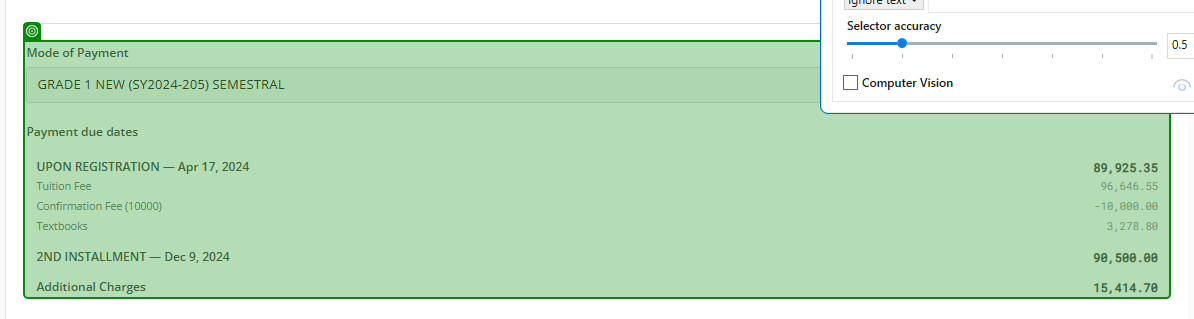 Ignore text
Selector accuracy
0.5
Computer Vision
Mode of Payment
GRADE 1 NEW (SY2024-205) SEMESTRAL
Payment due dates
UPON REGISTRATION — Apr 17, 2024 89,925.35
Tuition Fee 96,646.55
Confirmation Fee (10000) -10,000.00
Textbooks 3,278.80
2ND INSTALLMENT — Dec 9, 2024 90,500.00
Additional Charges 15,414.70